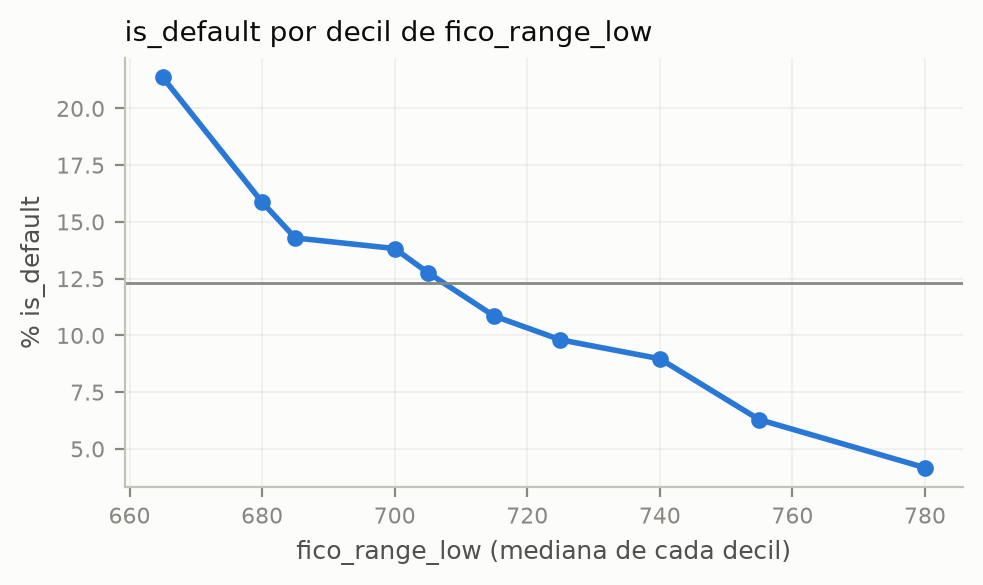 is_default por decil de fico_range_low
% is_default
20.0
17.5
15.0
12.5
10.0
7.5
5.0
660 680 700 720 740 760 780
fico_range_low (mediana de cada decil)